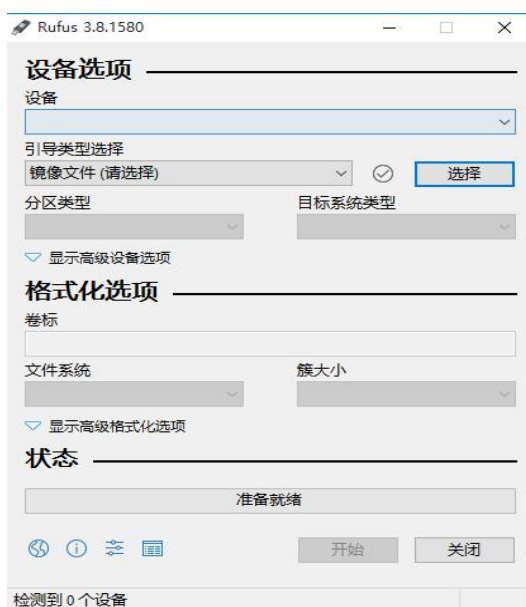 Rufus 3.8.1580
设备选项
设备
引导类型选择
镜像文件 (请选择)
选择
分区类型 目标系统类型
显示高级设备选项
格式化选项
卷标
文件系统 簇大小
显示高级格式化选项
状态
准备就绪
开始 关闭
检测到 0 个设备